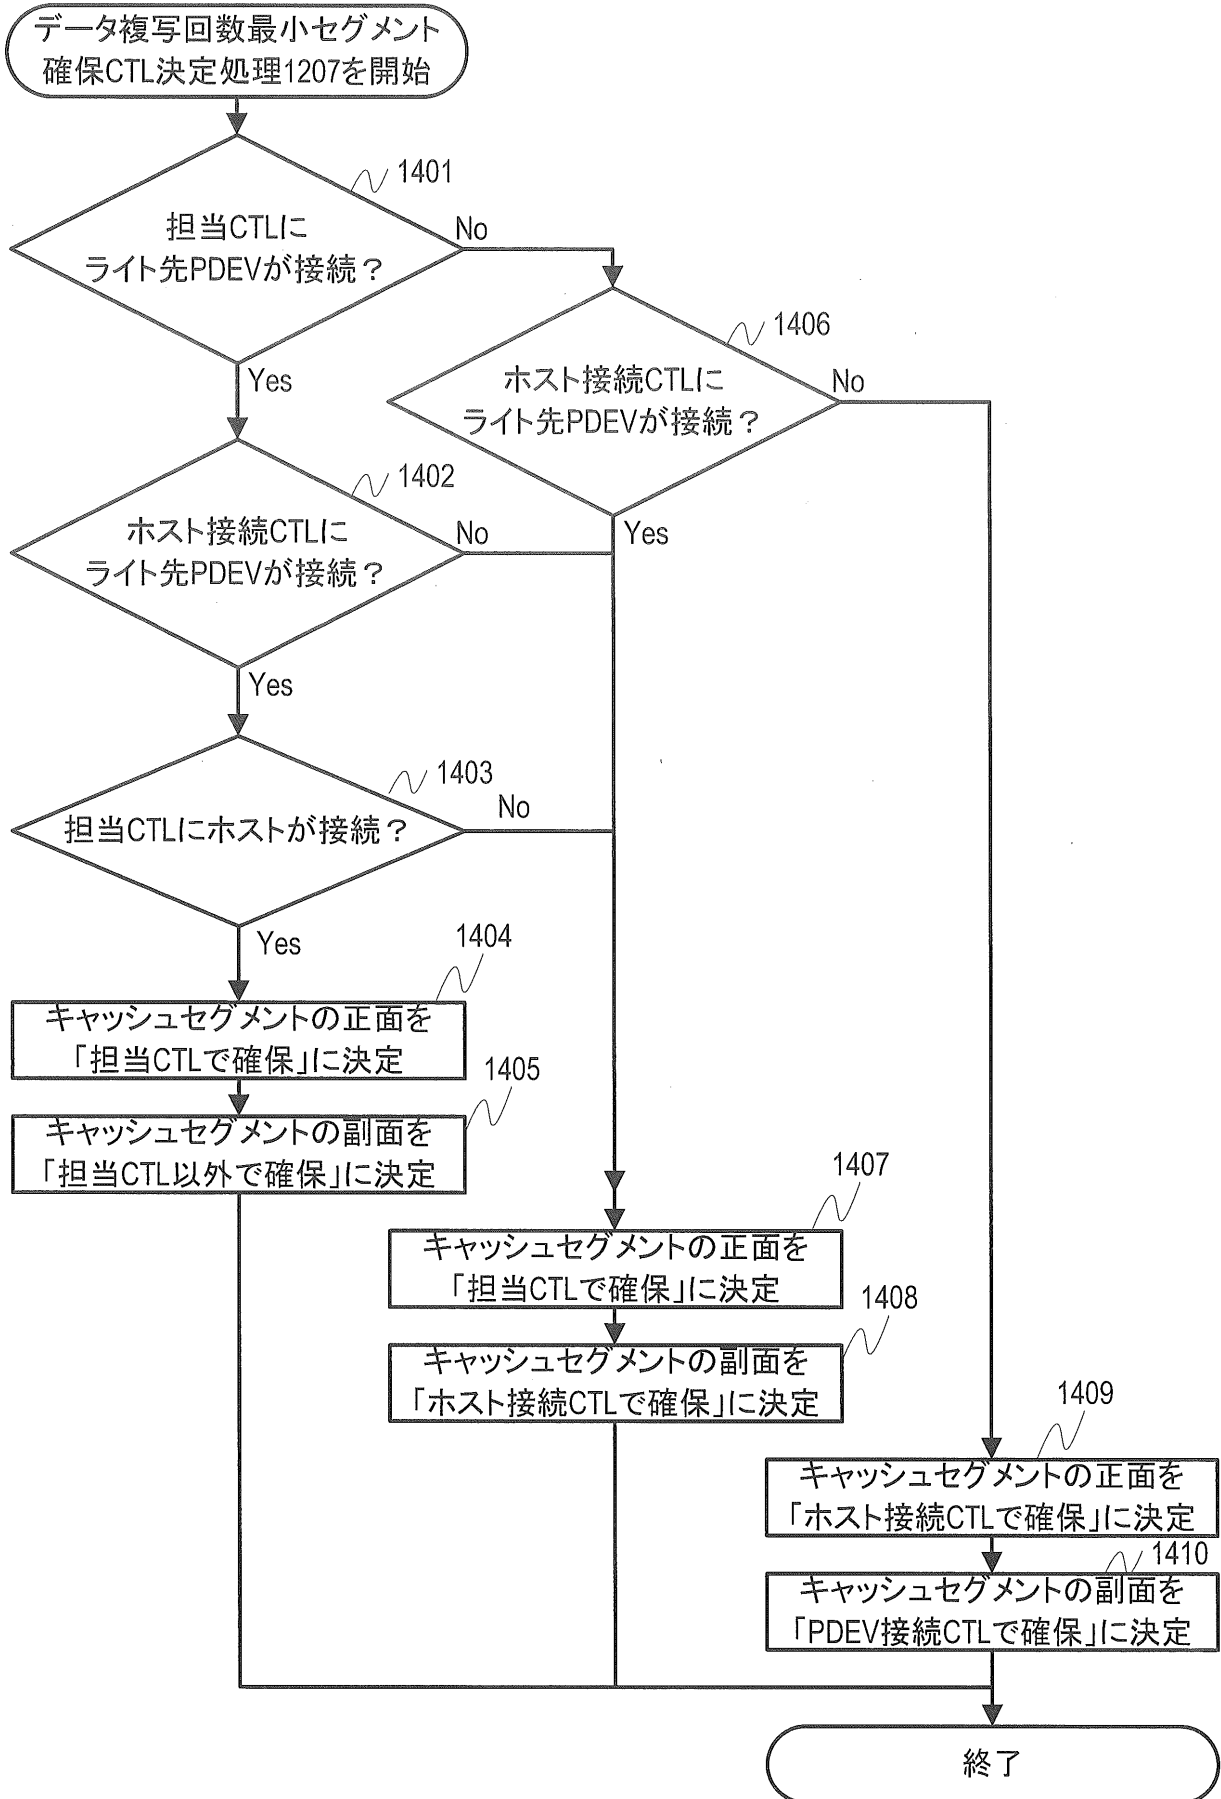 データ複写回数最小セグメント
確保CTL決定処理1207を開始
1401
担当CTLに
ライト先PDEVが接続？
No
Yes
1406
ホスト接続CTLに
ライト先PDEVが接続？
No
Yes
1402
ホスト接続CTLに
ライト先PDEVが接続？
No
Yes
1403
担当CTLにホストが接続？
No
Yes
1404
キャッシュセグメントの正面を
「担当CTLで確保」に決定
1405
キャッシュセグメントの副面を
「担当CTL以外で確保」に決定
1407
キャッシュセグメントの正面を
「担当CTLで確保」に決定
1408
キャッシュセグメントの副面を
「ホスト接続CTLで確保」に決定
1409
キャッシュセグメントの正面を
「ホスト接続CTLで確保」に決定
1410
キャッシュセグメントの副面を
「PDEV接続CTLで確保」に決定
終了